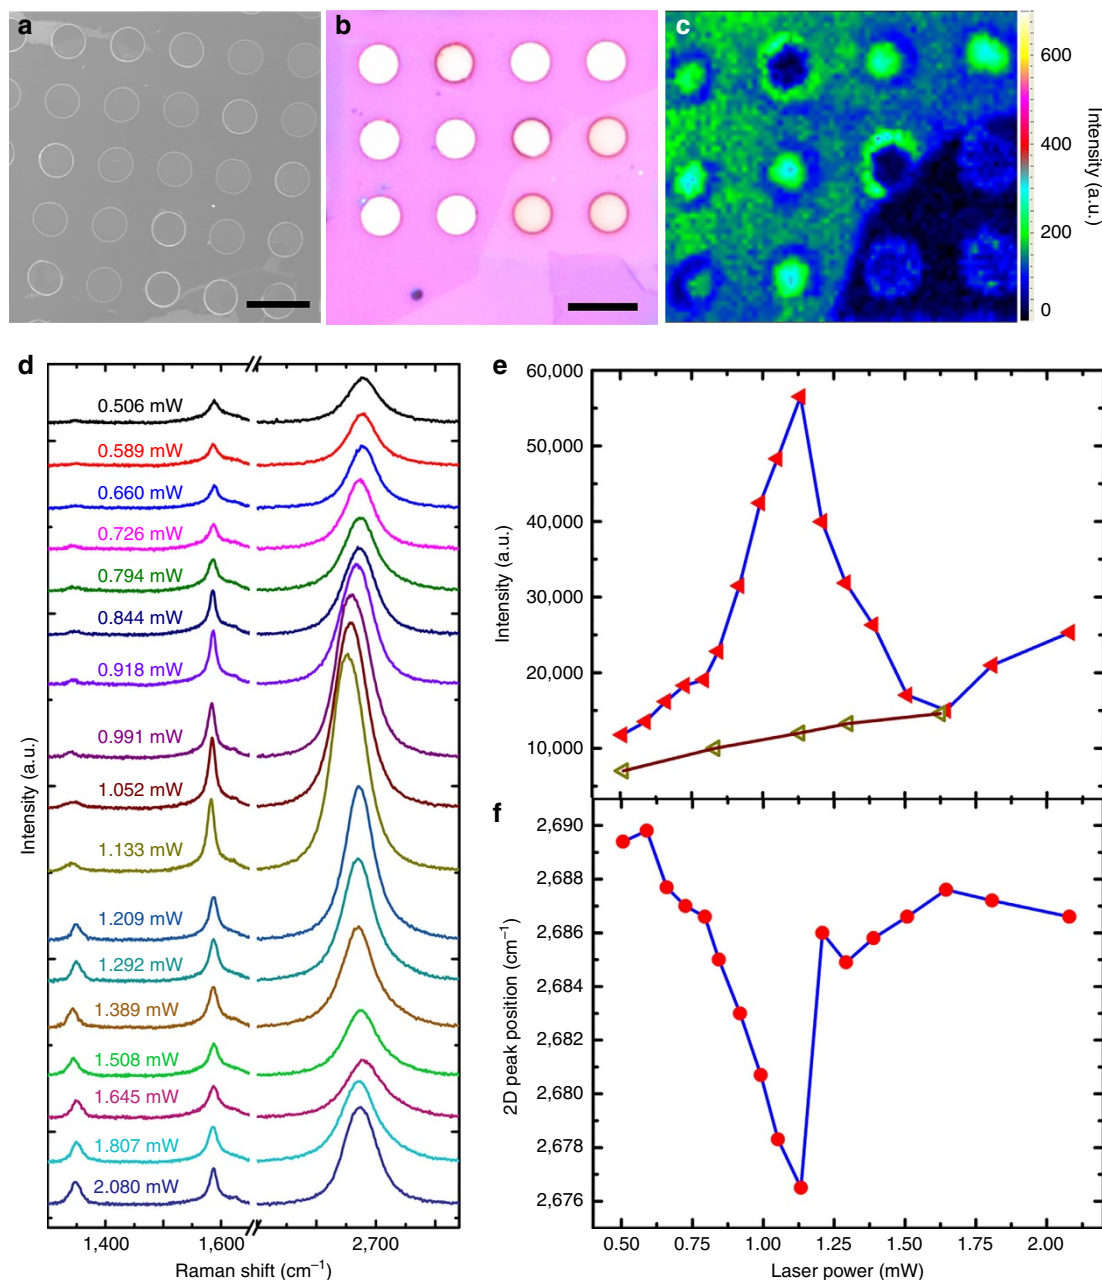 a
b
c
600
400
200
0
Intensity (a.u.)
d
0.506 mW
0.589 mW
0.660 mW
0.726 mW
0.794 mW
0.844 mW
0.918 mW
0.991 mW
1.052 mW
1.133 mW
1.209 mW
1.292 mW
1.389 mW
1.508 mW
1.645 mW
1.807 mW
2.080 mW
Intensity (a.u.)
1,400
1,600
2,700
Raman shift (cm⁻¹)
e
60,000
50,000
40,000
30,000
20,000
10,000
Intensity (a.u.)
f
2,690
2,688
2,686
2,684
2,682
2,680
2,678
2,676
2D peak position (cm⁻¹)
0.50
0.75
1.00
1.25
1.50
1.75
2.00
Laser power (mW)